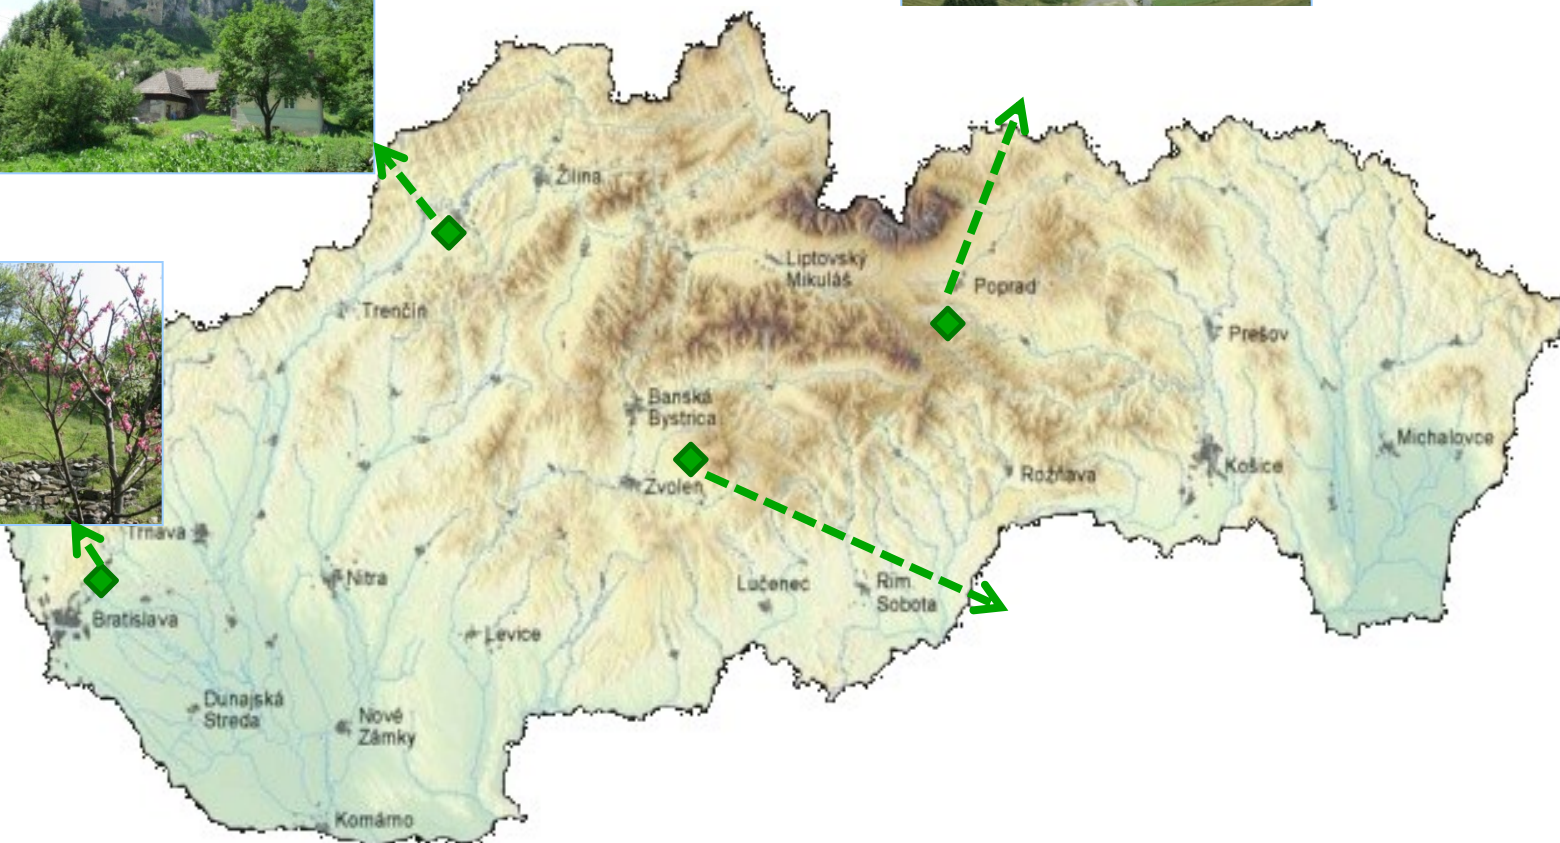 Žilina
Liptovský
Mikuláš
Poprad
Trenčín
Prešov
Banská
Bystrica
Michalovce
Košice
Rožňava
Zvolen
Trnava
Nitra
Lučenec
Rim.
Sobota
Bratislava
Levice
Dunajská
Streda
Nové
Zámky
Komárno